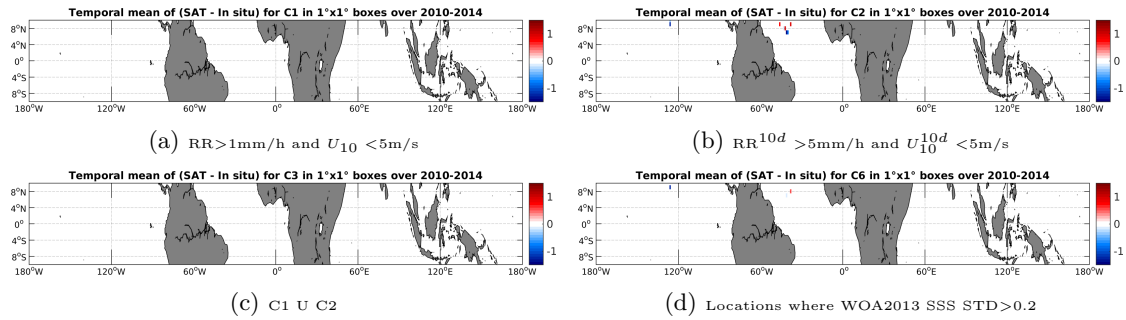 Temporal mean of (SAT - In situ) for C1 in 1°x1° boxes over 2010-2014
8°N
4°N
0°
4°S
8°S
180°W 120°W 60°W 0° 60°E 120°E 180°W
1
0
-1
(a) RR>1mm/h and U10 <5m/s
Temporal mean of (SAT - In situ) for C2 in 1°x1° boxes over 2010-2014
8°N
4°N
0°
4°S
8°S
180°W 120°W 60°W 0° 60°E 120°E 180°W
1
0
-1
(b) RR^10d >5mm/h and U10^10d <5m/s
Temporal mean of (SAT - In situ) for C3 in 1°x1° boxes over 2010-2014
8°N
4°N
0°
4°S
8°S
180°W 120°W 60°W 0° 60°E 120°E 180°W
1
0
-1
(c) C1 U C2
Temporal mean of (SAT - In situ) for C6 in 1°x1° boxes over 2010-2014
8°N
4°N
0°
4°S
8°S
180°W 120°W 60°W 0° 60°E 120°E 180°W
1
0
-1
(d) Locations where WOA2013 SSS STD>0.2